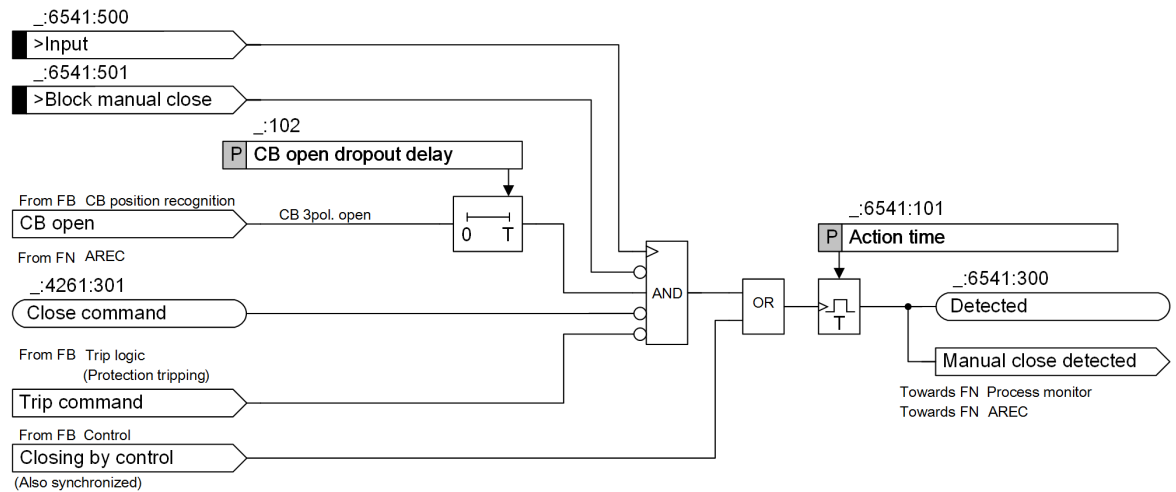 _:6541:500
>Input
_:6541:501
>Block manual close
_:102
P CB open dropout delay
From FB CB position recognition
CB open
CB 3pol. open
0 T
_:6541:101
P Action time
From FN AREC
_:4261:301
Close command
AND
OR
T
_:6541:300
Detected
Manual close detected
Towards FN Process monitor
Towards FN AREC
From FB Trip logic
(Protection tripping)
Trip command
From FB Control
Closing by control
(Also synchronized)